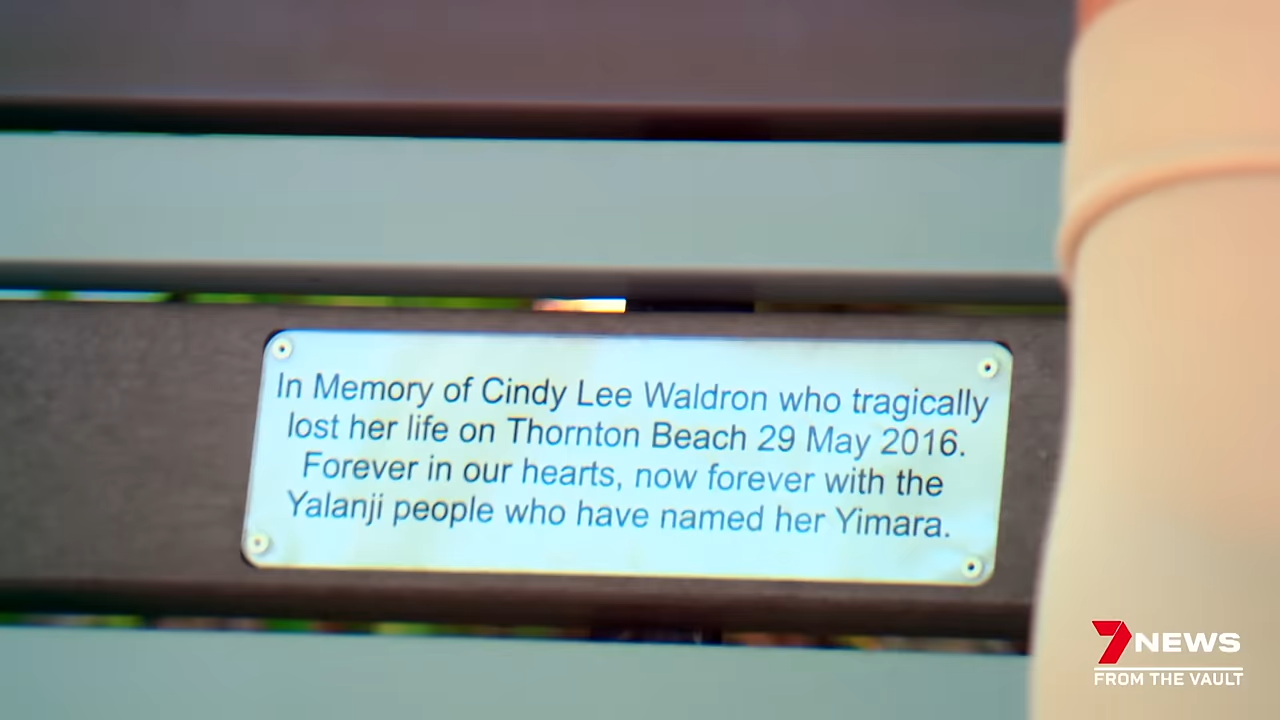 In Memory of Cindy Lee Waldron who tragically
lost her life on Thornton Beach 29 May 2016.
Forever in our hearts, now forever with the
Yalanji people who have named her Yimara.
7NEWS
FROM THE VAULT